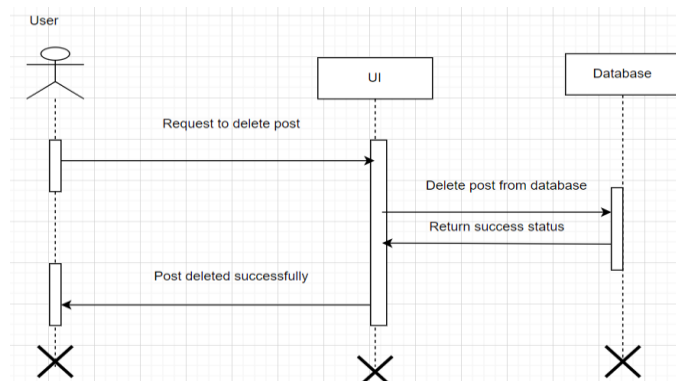 User
UI
Database
Request to delete post
Delete post from database
Return success status
Post deleted successfully